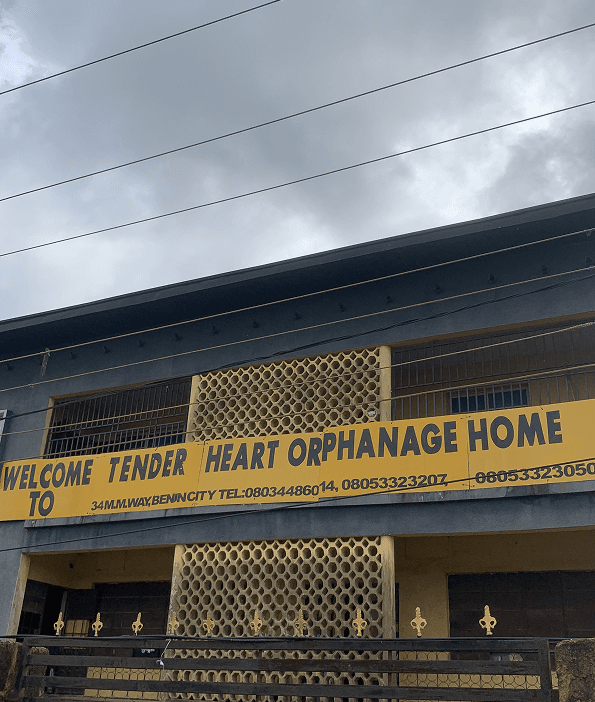 WELCOME TENDER HEART ORPHANAGE HOME
TO
34 M.M.WAY, BENIN CITY TEL:08034486014, 08053323207, 08053323050